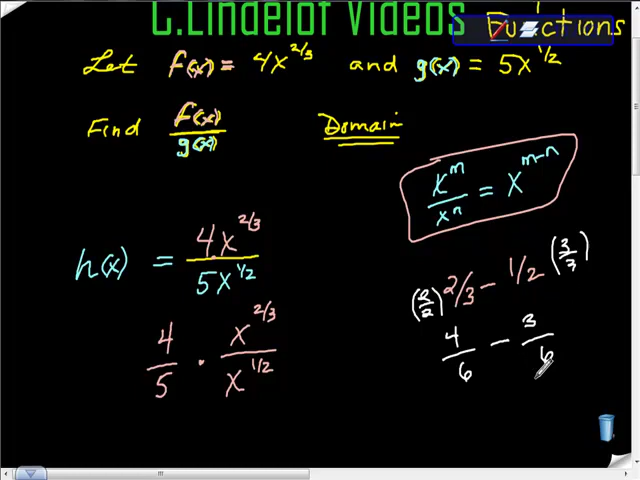 C.Lindelof Videos
Functions
Let f(x) = 4x^{2/3} and g(x) = 5x^{1/2}
Find f(x)/g(x) Domain
x^m/x^n = x^{m-n}
h(x) = 4x^{2/3}/5x^{1/2}
(2/2) 2/3 - 1/2 (3/3)
4/5 · x^{2/3}/x^{1/2}
4/6 - 3/6